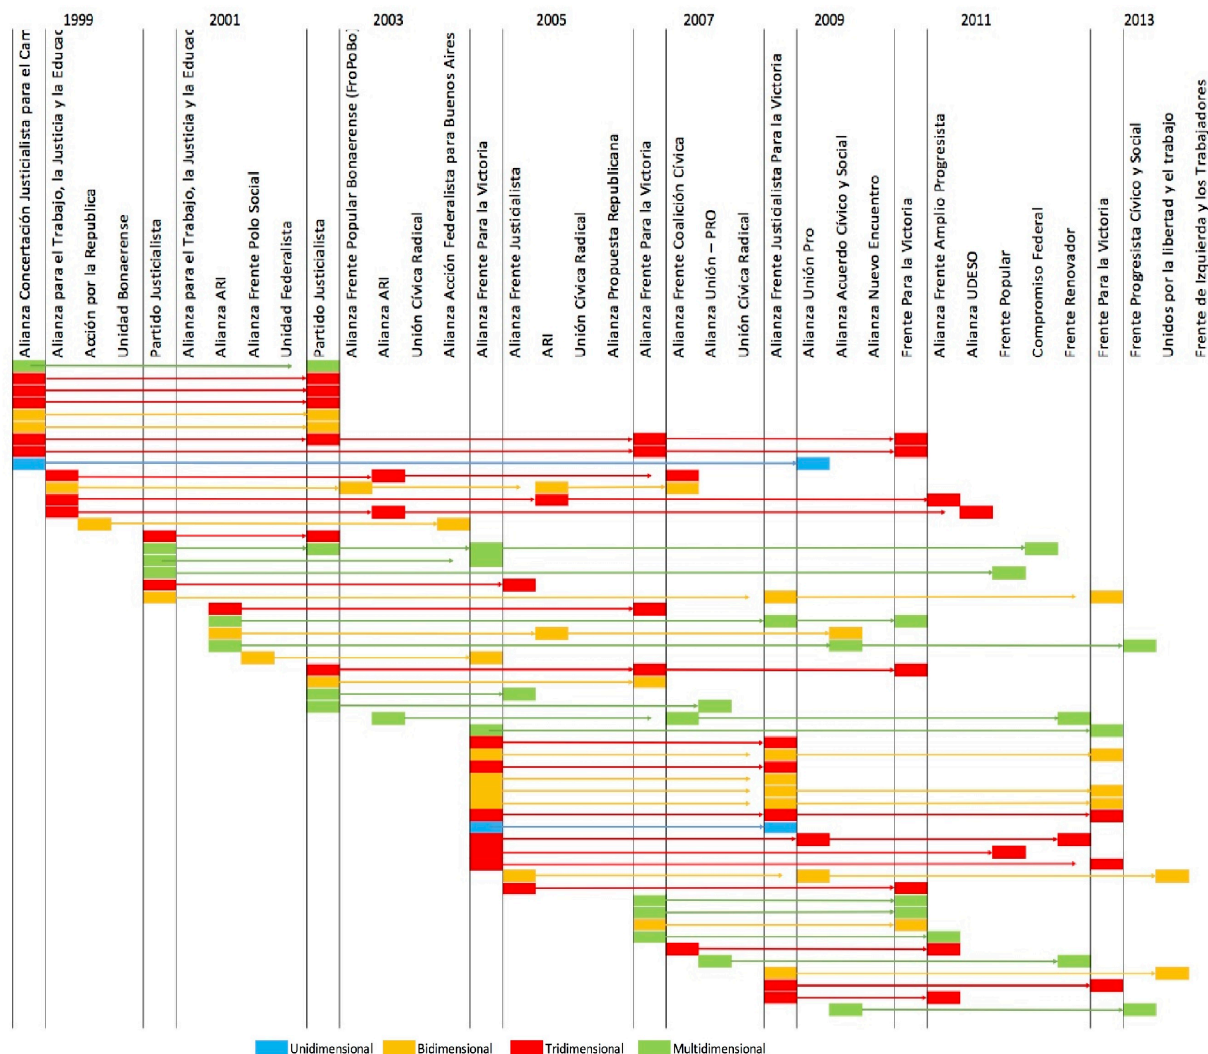 1999 2001 2003 2005 2007 2009 2011 2013
Alianza Concertación Justicialista para el Cam
Alianza para el Trabajo, la Justicia y la Educac
Acción por la Republica
Unidad Bonaerense
Partido Justicialista
Alianza para el Trabajo, la Justicia y la Educac
Alianza ARI
Alianza Frente Polo Social
Unidad Federalista
Partido Justicialista
Alianza Frente Popular Bonaerense (FroPoBo)
Alianza ARI
Unión Cívica Radical
Alianza Acción Federalista para Buenos Aires
Alianza Frente Para la Victoria
Alianza Frente Justicialista
ARI
Unión Cívica Radical
Alianza Propuesta Republicana
Alianza Frente Para la Victoria
Alianza Frente Coalición Cívica
Alianza Unión – PRO
Unión Cívica Radical
Alianza Frente Justicialista Para la Victoria
Alianza Unión Pro
Alianza Acuerdo Cívico y Social
Alianza Nuevo Encuentro
Frente Para la Victoria
Alianza Frente Amplio Progresista
Alianza UDESO
Frente Popular
Compromiso Federal
Frente Renovador
Frente Para la Victoria
Frente Progresista Cívico y Social
Unidos por la libertad y el trabajo
Frente de Izquierda y los Trabajadores
Unidimensional Bidimensional Tridimensional Multidimensional